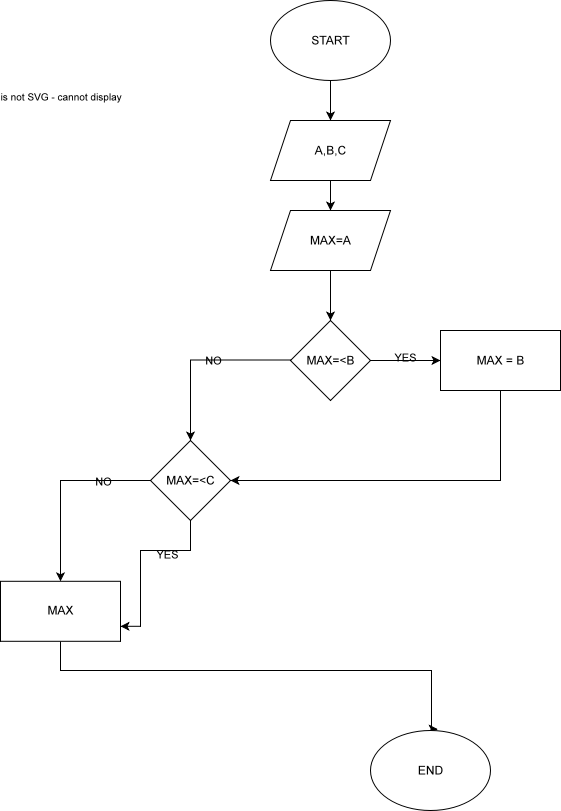 START
is not SVG - cannot display
A,B,C
MAX=A
MAX=<B
NO
YES
MAX = B
MAX=<C
NO
YES
MAX
END